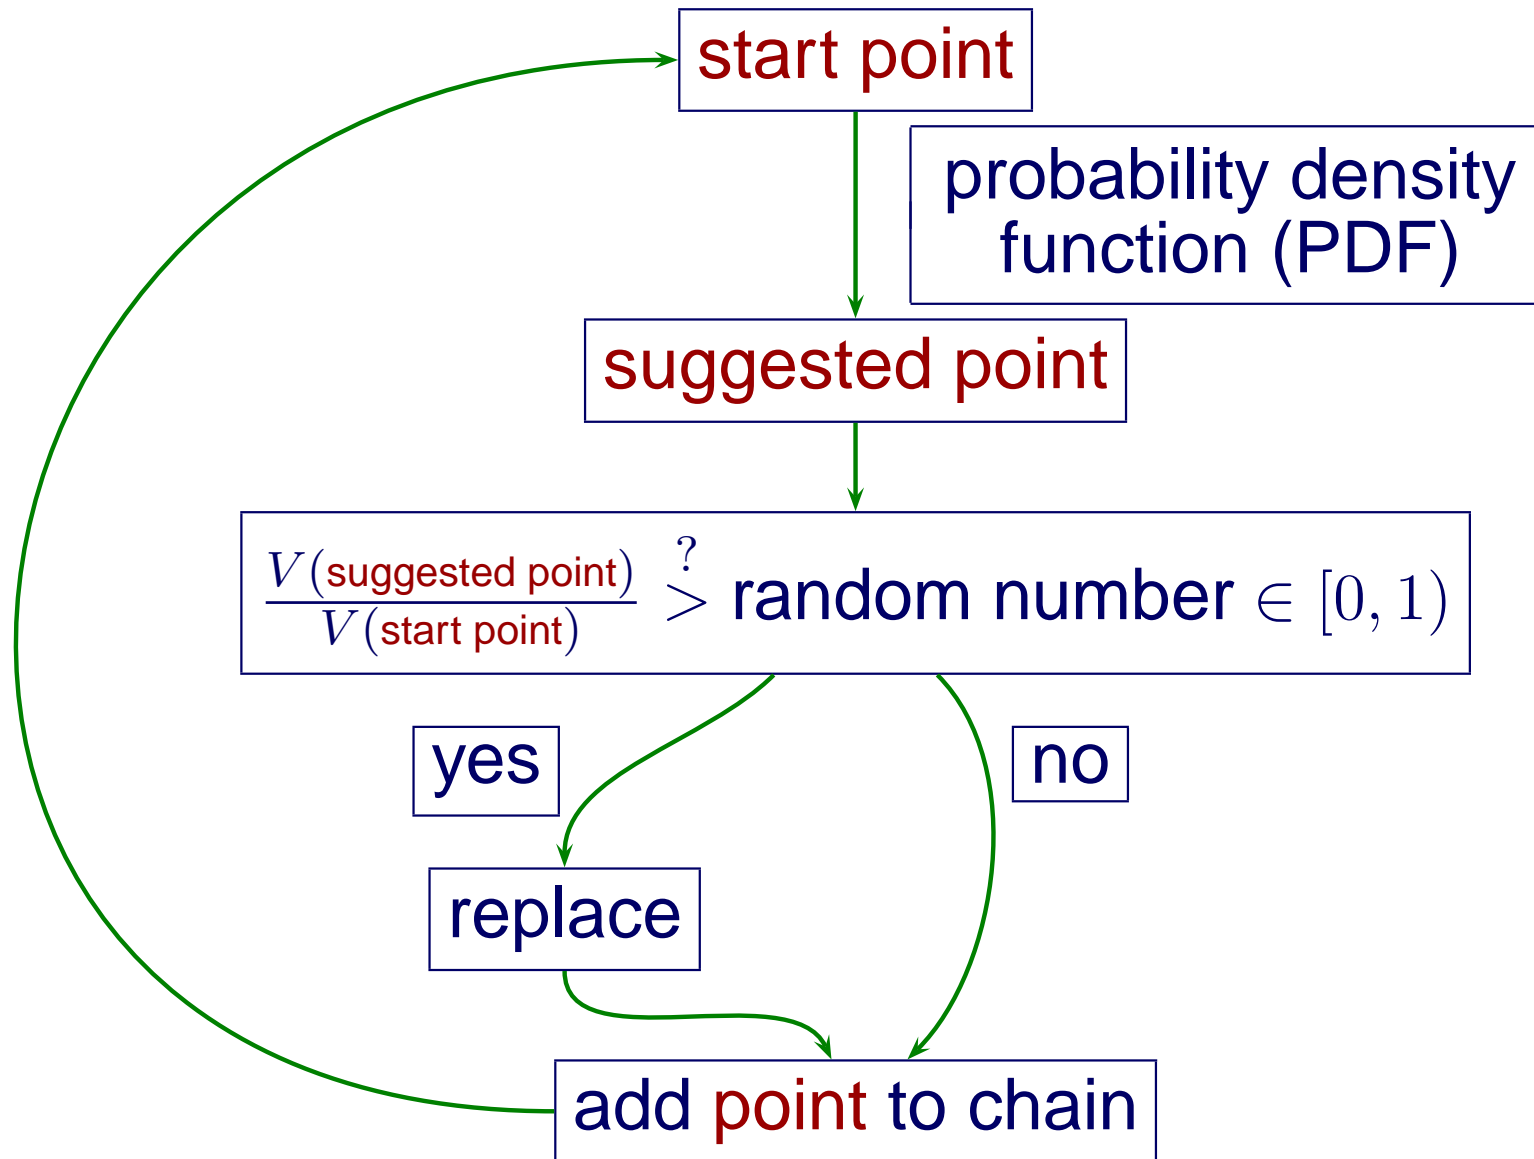 start point
probability density
function (PDF)
suggested point
V(suggested point)
V(start point)
?
> random number ∈ [0, 1)
yes
no
replace
add point to chain